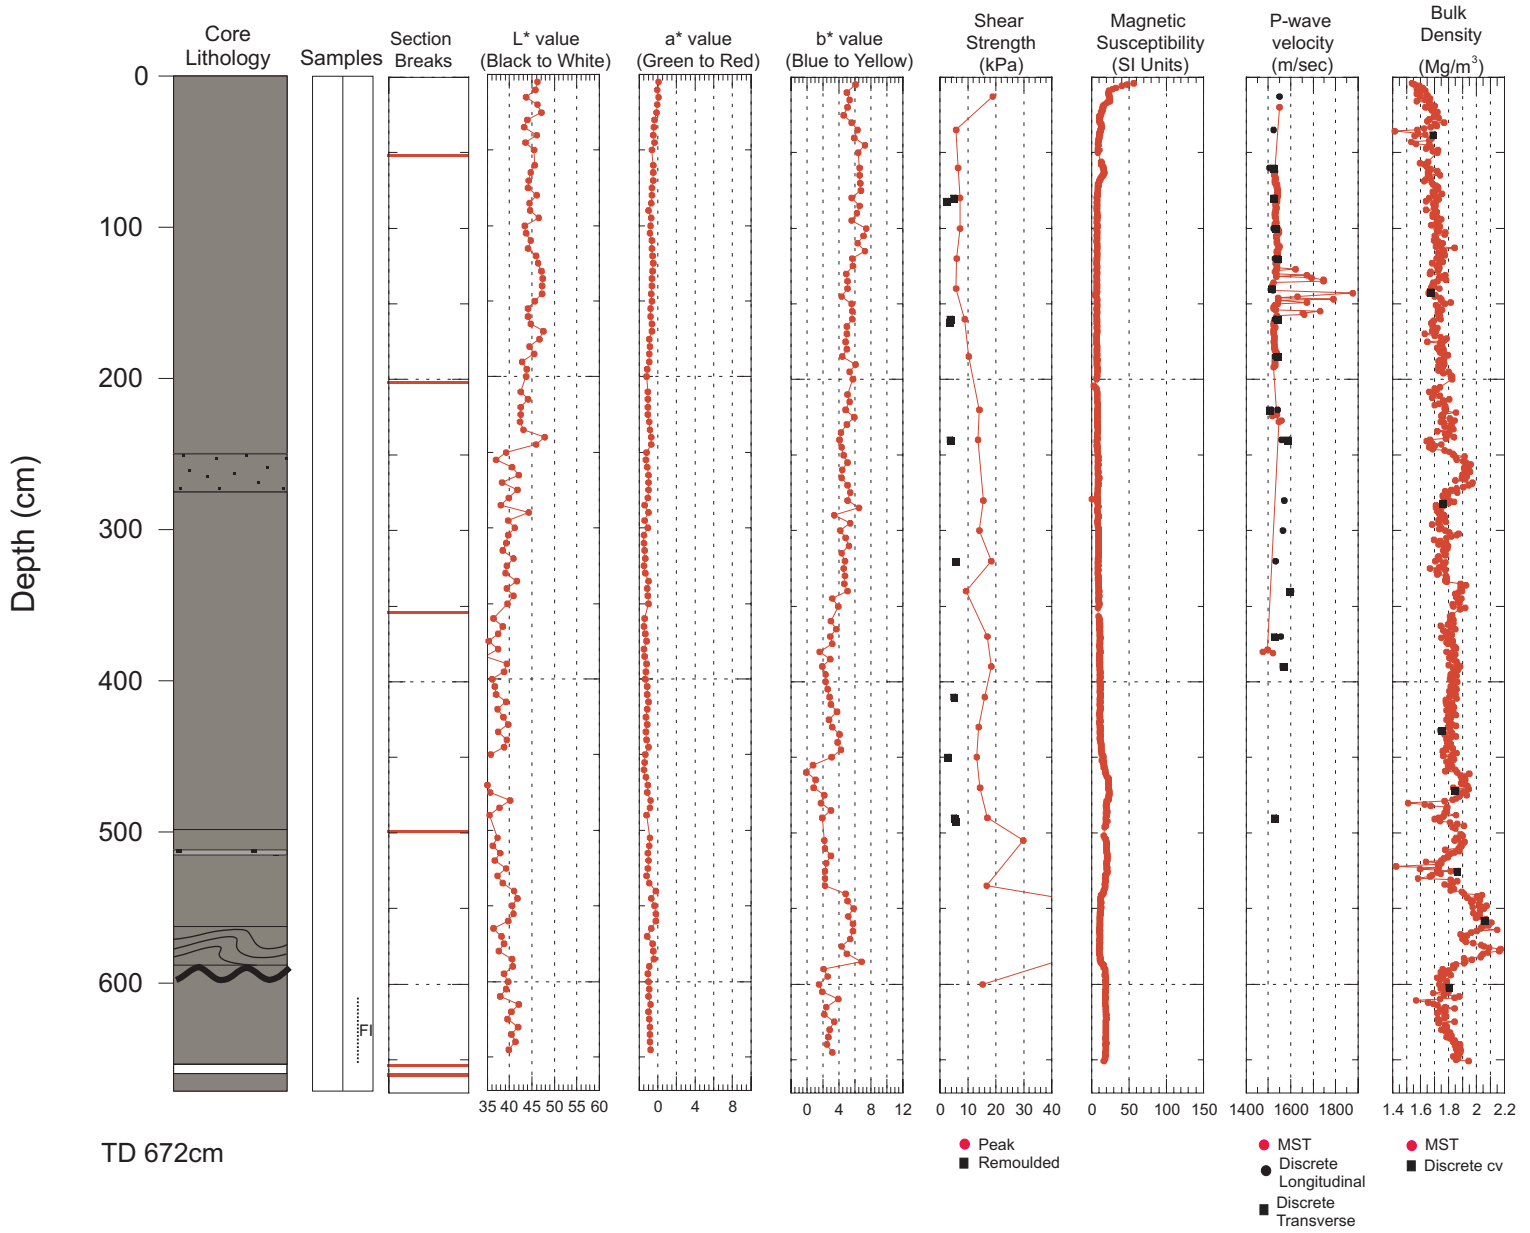 Core
Lithology
Samples
Section
Breaks
L* value
(Black to White)
a* value
(Green to Red)
b* value
(Blue to Yellow)
Shear
Strength
(kPa)
Magnetic
Susceptibility
(SI Units)
P-wave
velocity
(m/sec)
Bulk
Density
(Mg/m³)
0
100
200
300
400
500
600
Depth (cm)
FI
35 40 45 50 55 60
0 4 8
0 4 8 12
0 10 20 30 40
0 50 100 150
1400 1600 1800
1.4 1.6 1.8 2 2.2
TD 672cm
Peak
Remoulded
MST
Discrete
Longitudinal
Discrete
Transverse
MST
Discrete cv